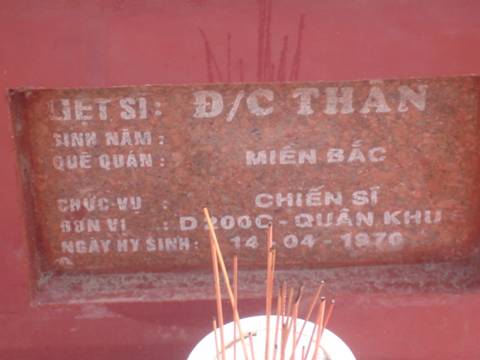 LIỆT SĨ: Đ/C THÂN
SINH NĂM :
QUÊ QUÁN : MIỀN BẮC
CHỨC VỤ : CHIẾN SĨ
ĐƠN VỊ : D 200C - QUÂN KHU
NGÀY HY SINH: 14 - 04 - 1970